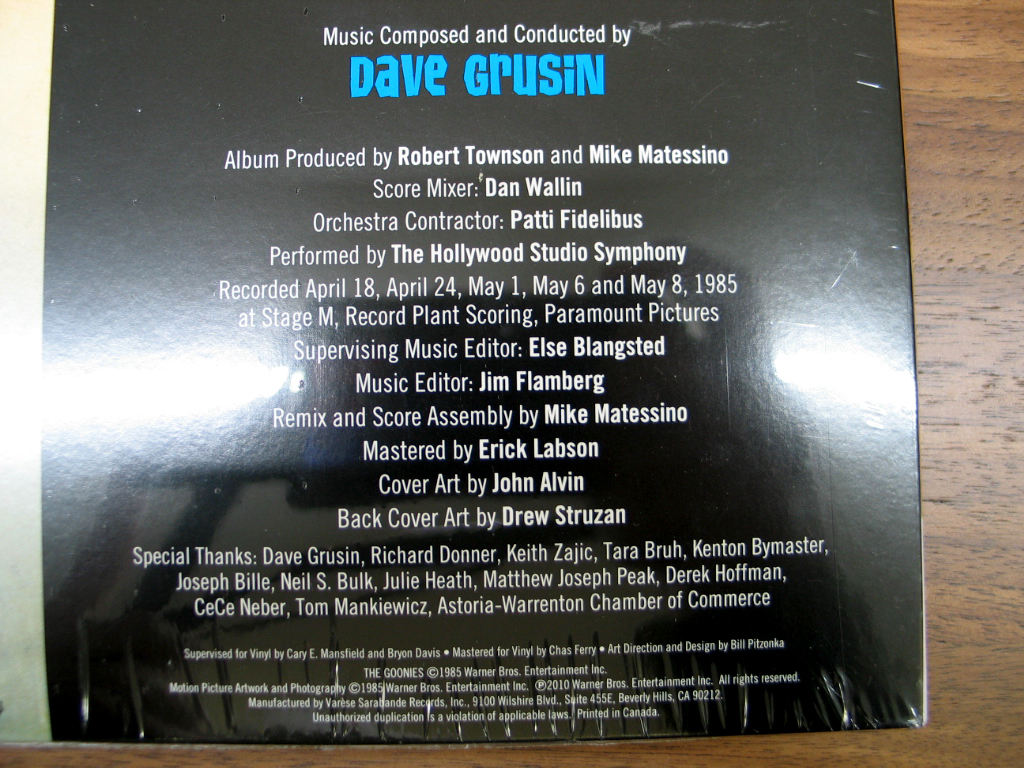 Music Composed and Conducted by
Dave Grusin
Album Produced by Robert Townson and Mike Matessino
Score Mixer: Dan Wallin
Orchestra Contractor: Patti Fidelibus
Performed by The Hollywood Studio Symphony
Recorded April 18, April 24, May 1, May 6 and May 8, 1985
at Stage M, Record Plant Scoring, Paramount Pictures
Supervising Music Editor: Else Blangsted
Music Editor: Jim Flamberg
Remix and Score Assembly by Mike Matessino
Mastered by Erick Labson
Cover Art by John Alvin
Back Cover Art by Drew Struzan
Special Thanks: Dave Grusin, Richard Donner, Keith Zajic, Tara Bruh, Kenton Bymaster,
Joseph Bille, Neil S. Bulk, Julie Heath, Matthew Joseph Peak, Derek Hoffman,
CeCe Neber, Tom Mankiewicz, Astoria-Warrenton Chamber of Commerce
Supervised for Vinyl by Cary E. Mansfield and Bryon Davis • Mastered for Vinyl by Chas Ferry • Art Direction and Design by Bill Pitzonka
THE GOONIES ©1985 Warner Bros. Entertainment Inc.
Motion Picture Artwork and Photography ©1985 Warner Bros. Entertainment Inc. ℗2010 Warner Bros. Entertainment Inc. All rights reserved.
Manufactured by Varèse Sarabande Records, Inc., 9100 Wilshire Blvd., Suite 455E, Beverly Hills, CA 90212.
Unauthorized duplication is a violation of applicable laws. Printed in Canada.